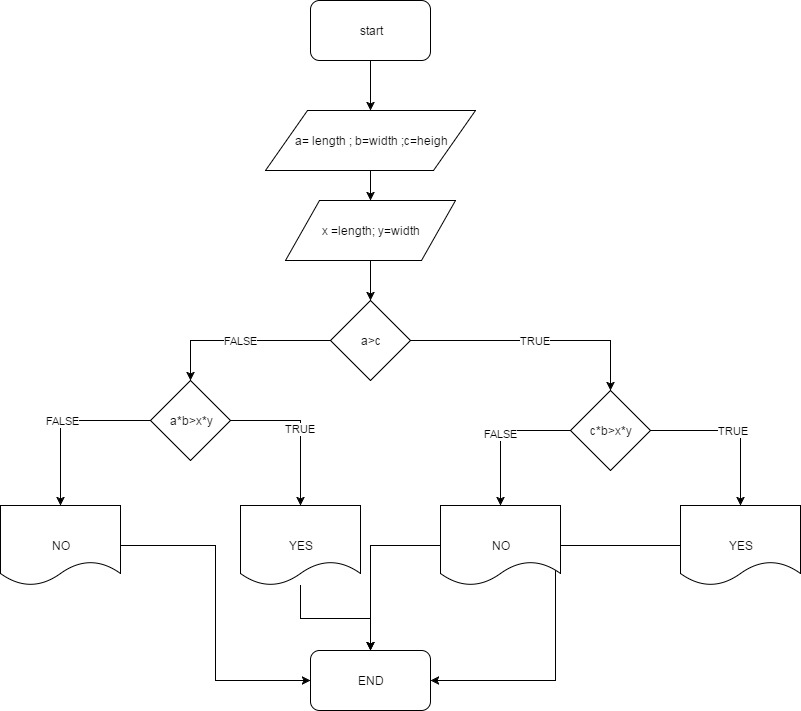 start
a= length ; b=width ;c=heigh
x =length; y=width
a>c
FALSE
TRUE
a*b>x*y
c*b>x*y
FALSE
TRUE
FALSE
TRUE
NO
YES
NO
YES
END